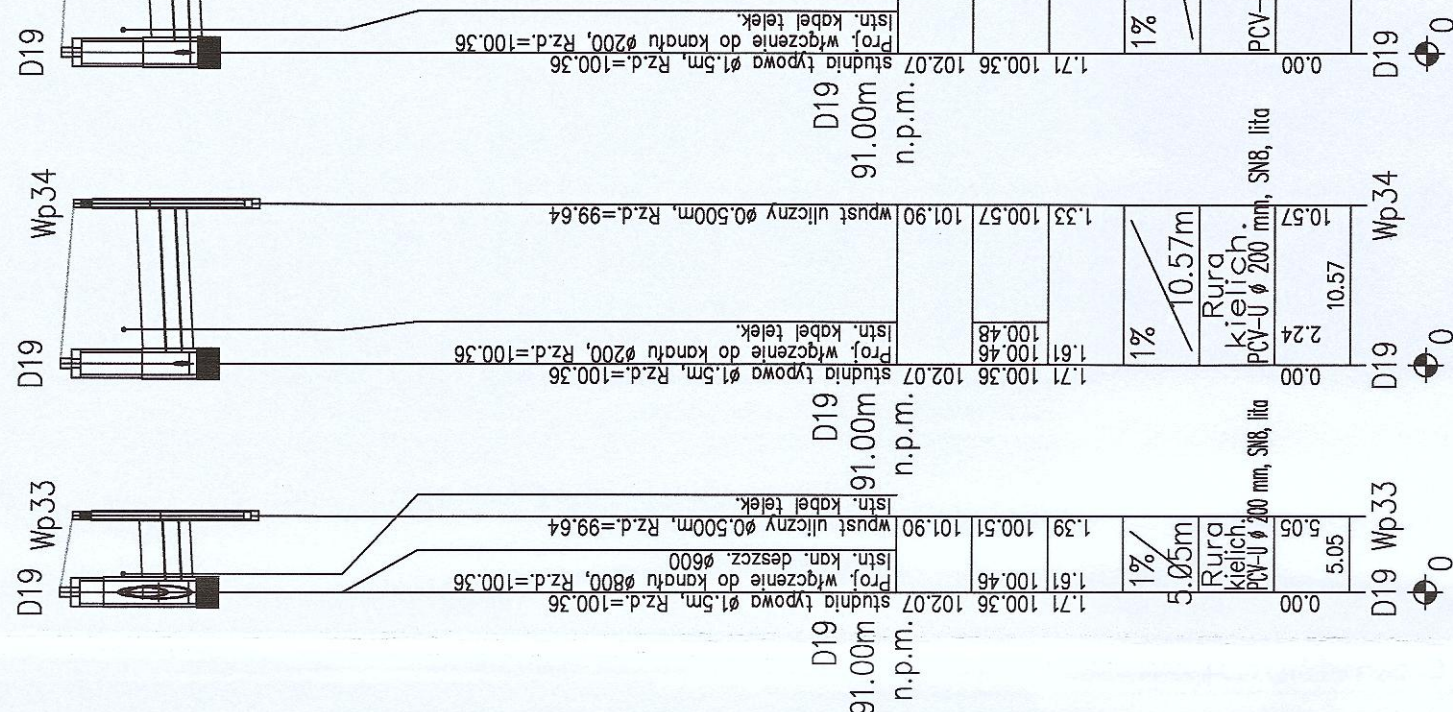 D19
Istn. kabel telek.
Proj. włączenie do kanału ø200, Rz.d.=100.36
studnia typowa ø1.5m, Rz.d.=100.36
102.07
100.36
1.71
1%
PCV-
0.00
D19
0
D19
91.00m
n.p.m.
D19
Wp34
wpust uliczny ø0.500m, Rz.d.=99.64
101.90
100.57
1.33
Istn. kabel telek.
Proj. włączenie do kanału ø200, Rz.d.=100.36
studnia typowa ø1.5m, Rz.d.=100.36
102.07
100.48
100.46
100.36
1.61
1.71
1%
10.57m
Rura
kielich.
PCV-U ø 200 mm, SN8, lita
0.00
2.24
10.57
10.57
D19
Wp34
0
D19
91.00m
n.p.m.
D19
Wp33
Istn. kabel telek.
wpust uliczny ø0.500m, Rz.d.=99.64
101.90
100.51
1.39
Istn. kan. deszcz. ø600
Proj. włączenie do kanału ø800, Rz.d.=100.36
studnia typowa ø1.5m, Rz.d.=100.36
102.07
100.46
100.36
1.61
1.71
1%
5.05m
Rura
kielich.
PCV-U ø 200 mm, SN8, lita
0.00
5.05
5.05
D19
Wp33
0
D19
91.00m
n.p.m.